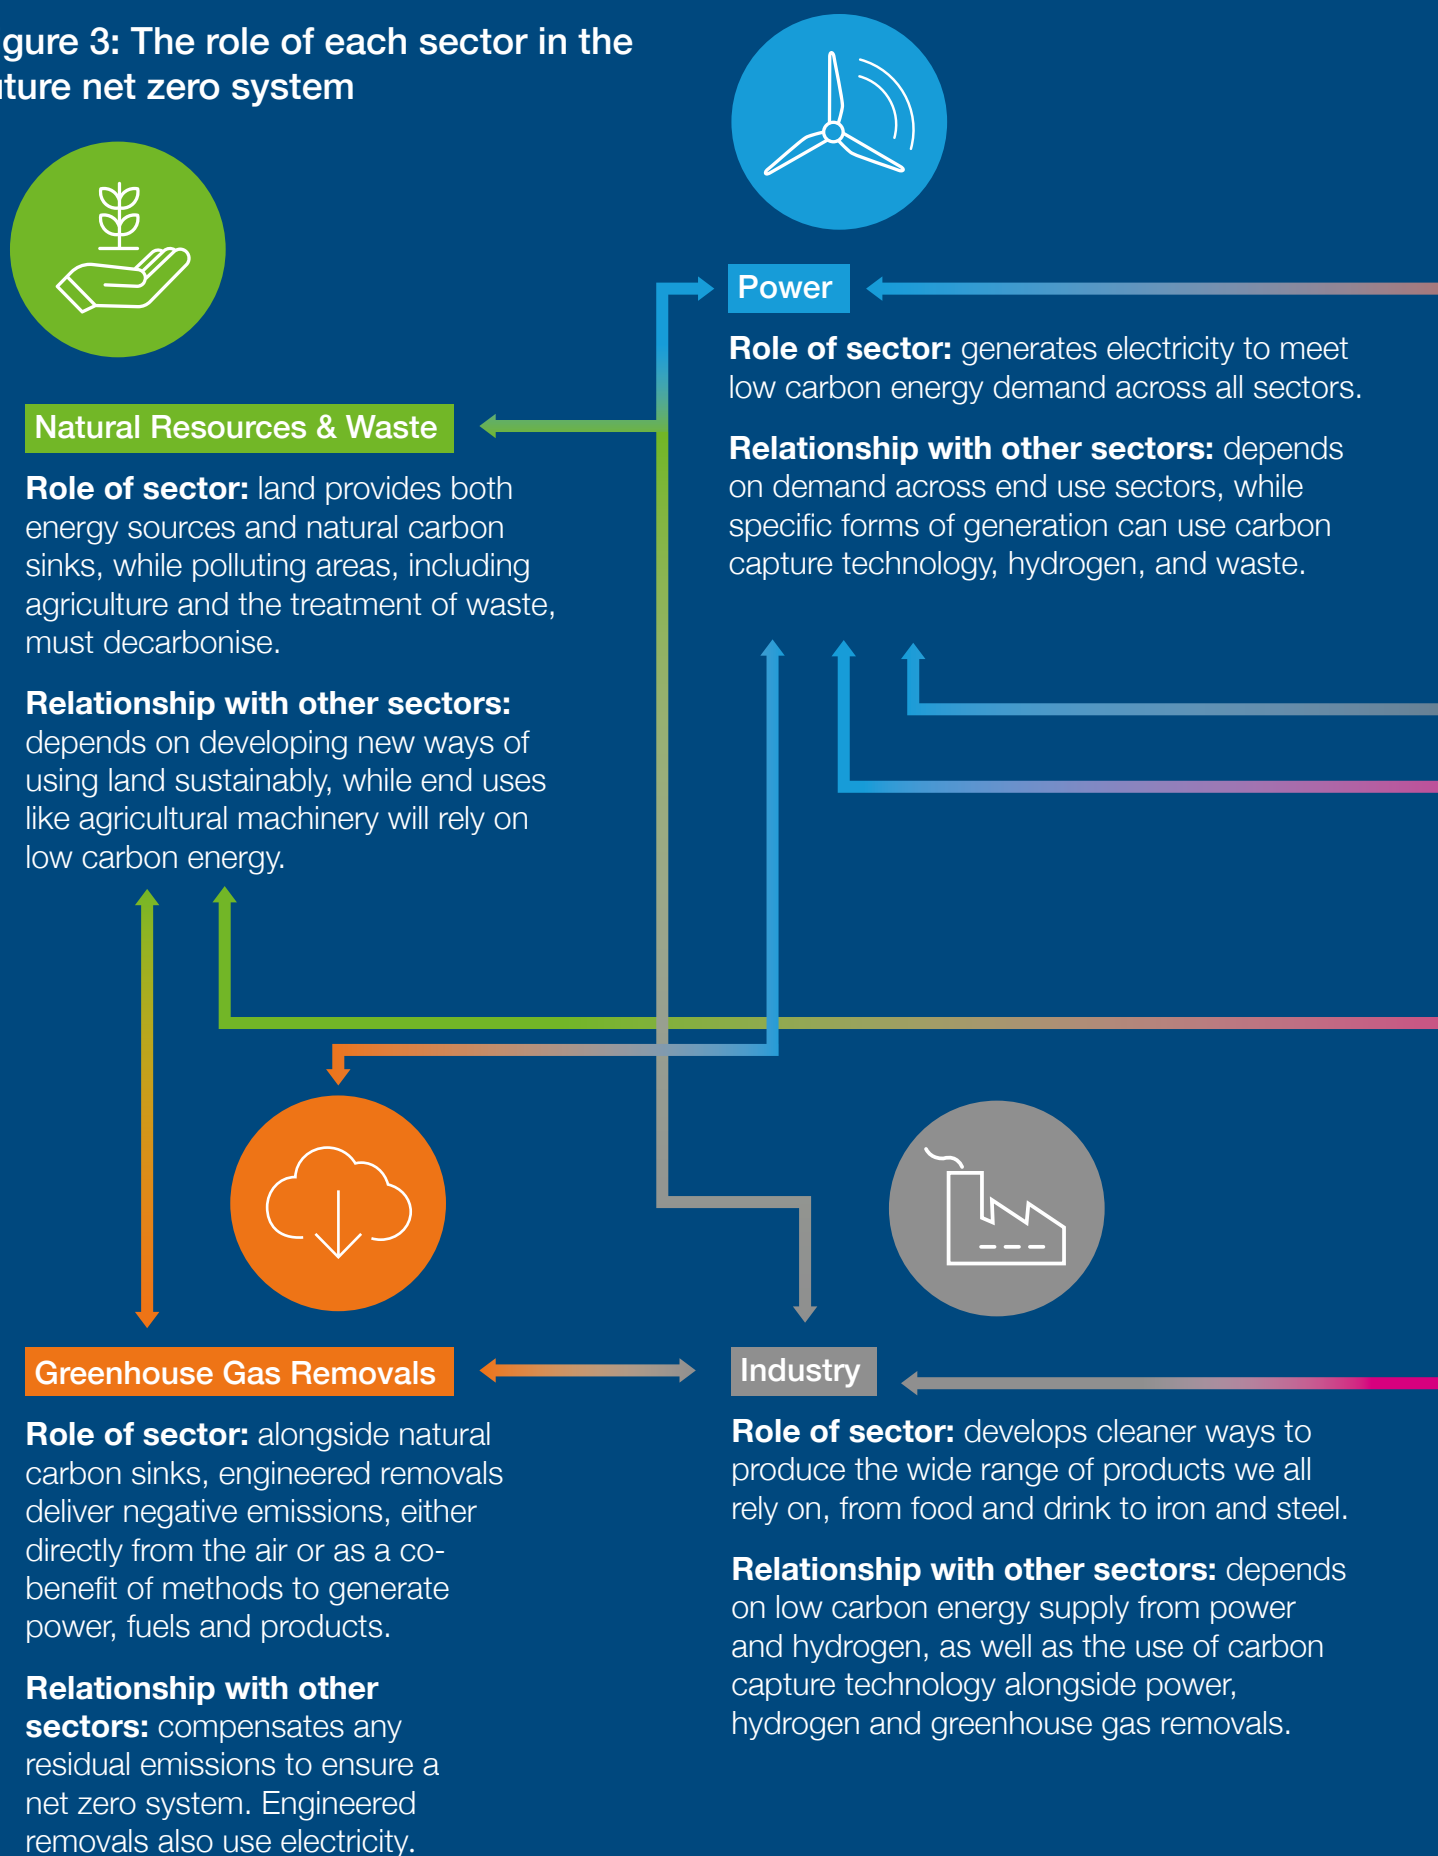 gure 3: The role of each sector in the
uture net zero system
Natural Resources & Waste
Role of sector: land provides both
energy sources and natural carbon
sinks, while polluting areas, including
agriculture and the treatment of waste,
must decarbonise.
Relationship with other sectors:
depends on developing new ways of
using land sustainably, while end uses
like agricultural machinery will rely on
low carbon energy.
Power
Role of sector: generates electricity to meet
low carbon energy demand across all sectors.
Relationship with other sectors: depends
on demand across end use sectors, while
specific forms of generation can use carbon
capture technology, hydrogen, and waste.
Greenhouse Gas Removals
Role of sector: alongside natural
carbon sinks, engineered removals
deliver negative emissions, either
directly from the air or as a co-
benefit of methods to generate
power, fuels and products.
Relationship with other
sectors: compensates any
residual emissions to ensure a
net zero system. Engineered
removals also use electricity.
Industry
Role of sector: develops cleaner ways to
produce the wide range of products we all
rely on, from food and drink to iron and steel.
Relationship with other sectors: depends
on low carbon energy supply from power
and hydrogen, as well as the use of carbon
capture technology alongside power,
hydrogen and greenhouse gas removals.